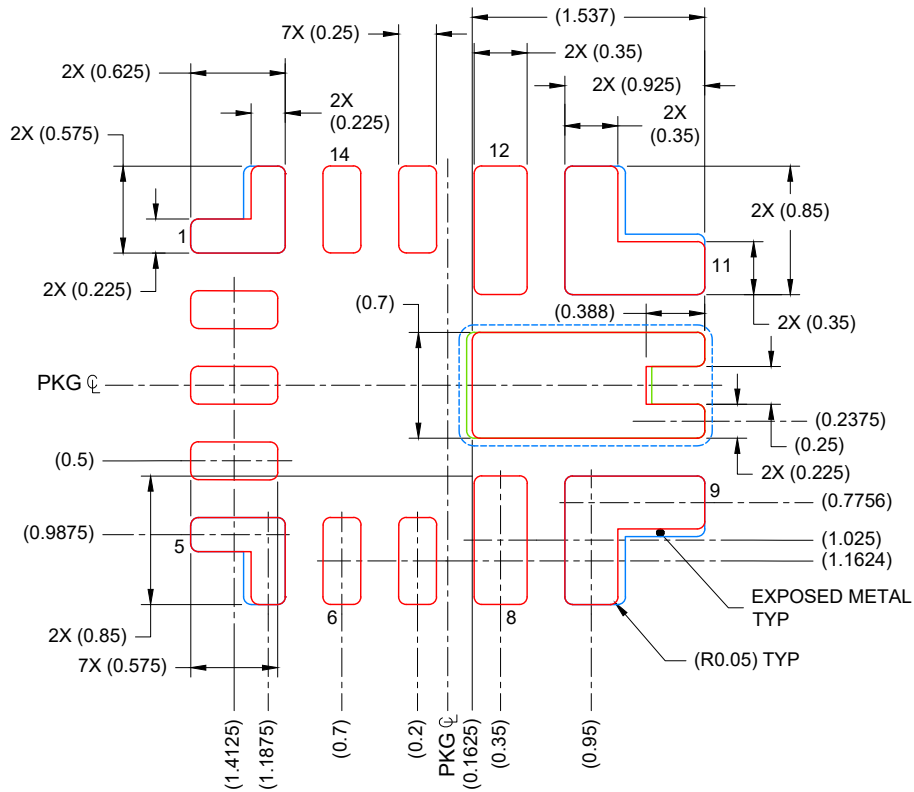 (1.537)
7X (0.25)
2X (0.35)
2X (0.625)
2X (0.925)
2X
(0.225)
2X
(0.35)
2X (0.575)
14
12
2X (0.85)
1
11
2X (0.225)
(0.7)
(0.388)
2X (0.35)
PKG ℄
(0.2375)
(0.5)
(0.25)
2X (0.225)
9
(0.7756)
(0.9875)
5
(1.025)
(1.1624)
EXPOSED METAL
TYP
6
8
2X (0.85)
(R0.05) TYP
7X (0.575)
(1.4125)
(1.1875)
(0.7)
(0.2)
PKG ℄
(0.1625)
(0.35)
(0.95)